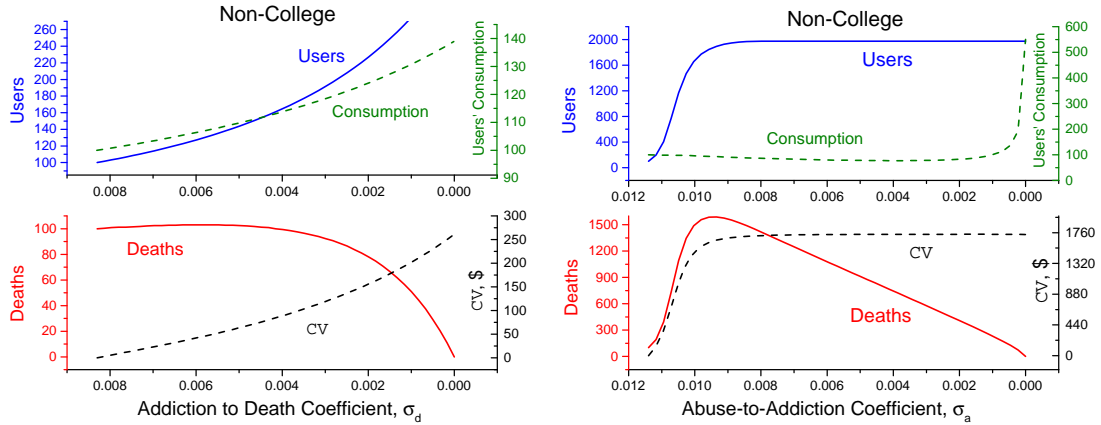 Non-College
260
240
220
200
180
160
140
120
100
Users
Users
Consumption
140
130
120
110
100
90
Users' Consumption
0.008 0.006 0.004 0.002 0.000
100
80
60
40
20
0
Deaths
Deaths
CV
300
250
200
150
100
50
0
CV, $
0.008 0.006 0.004 0.002 0.000
Addiction to Death Coefficient, σd
Non-College
2000
1600
1200
800
400
0
Users
Users
Consumption
600
500
400
300
200
100
0
Users' Consumption
0.012 0.010 0.008 0.006 0.004 0.002 0.000
1500
1200
900
600
300
0
Deaths
CV
Deaths
1760
1320
880
440
0
CV, $
0.012 0.010 0.008 0.006 0.004 0.002 0.000
Abuse-to-Addiction Coefficient, σa